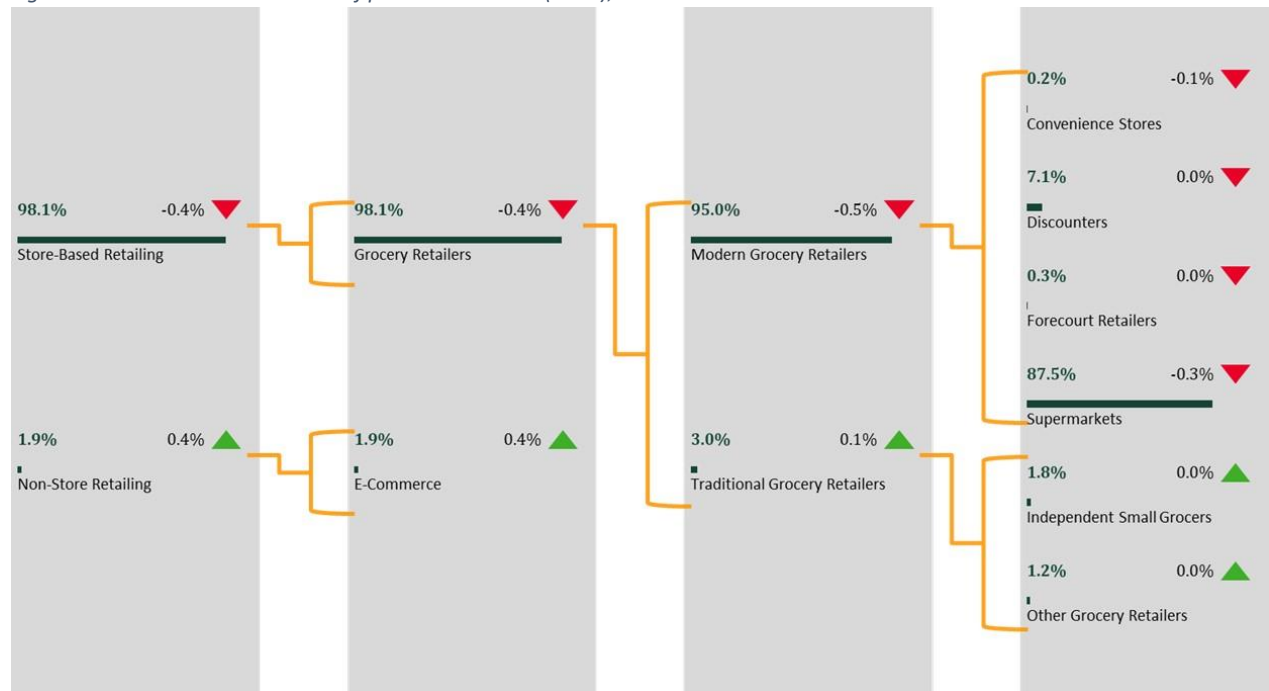 98.1% -0.4%
Store-Based Retailing
1.9% 0.4%
Non-Store Retailing
98.1% -0.4%
Grocery Retailers
1.9% 0.4%
E-Commerce
95.0% -0.5%
Modern Grocery Retailers
3.0% 0.1%
Traditional Grocery Retailers
0.2% -0.1%
Convenience Stores
7.1% 0.0%
Discounters
0.3% 0.0%
Forecourt Retailers
87.5% -0.3%
Supermarkets
1.8% 0.0%
Independent Small Grocers
1.2% 0.0%
Other Grocery Retailers